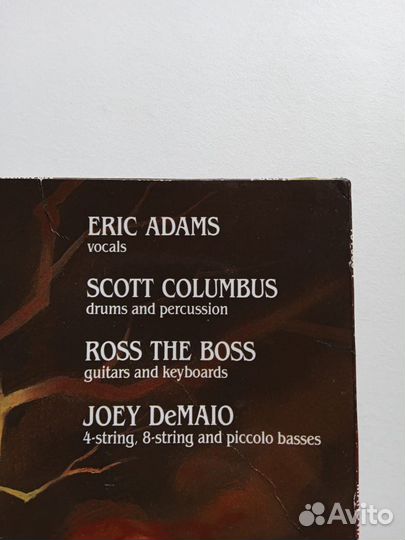 ERIC ADAMS
vocals
SCOTT COLUMBUS
drums and percussion
ROSS THE BOSS
guitars and keyboards
JOEY DeMAIO
4-string, 8-string and piccolo basses
Avito